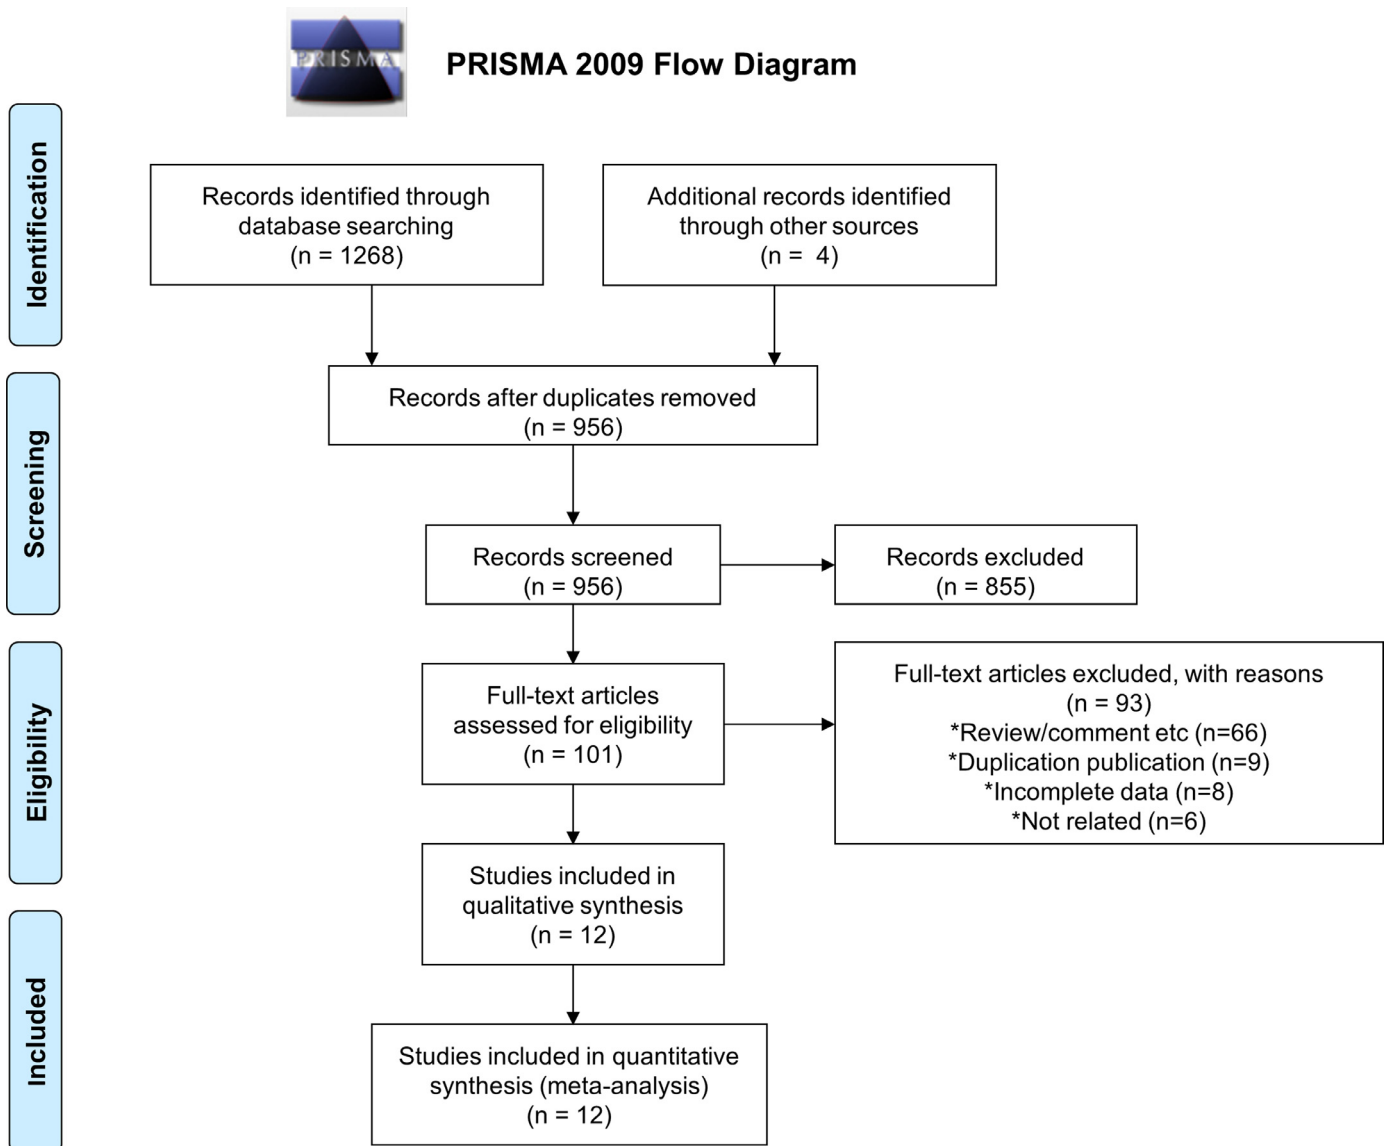 PRISMA
PRISMA 2009 Flow Diagram
Identification
Records identified through
database searching
(n = 1268)
Additional records identified
through other sources
(n =  4)
Screening
Records after duplicates removed
(n = 956)
Records screened
(n = 956)
Records excluded
(n = 855)
Eligibility
Full-text articles
assessed for eligibility
(n = 101)
Full-text articles excluded, with reasons
(n = 93)
*Review/comment etc (n=66)
*Duplication publication (n=9)
*Incomplete data (n=8)
*Not related (n=6)
Studies included in
qualitative synthesis
(n = 12)
Included
Studies included in quantitative
synthesis (meta-analysis)
(n = 12)